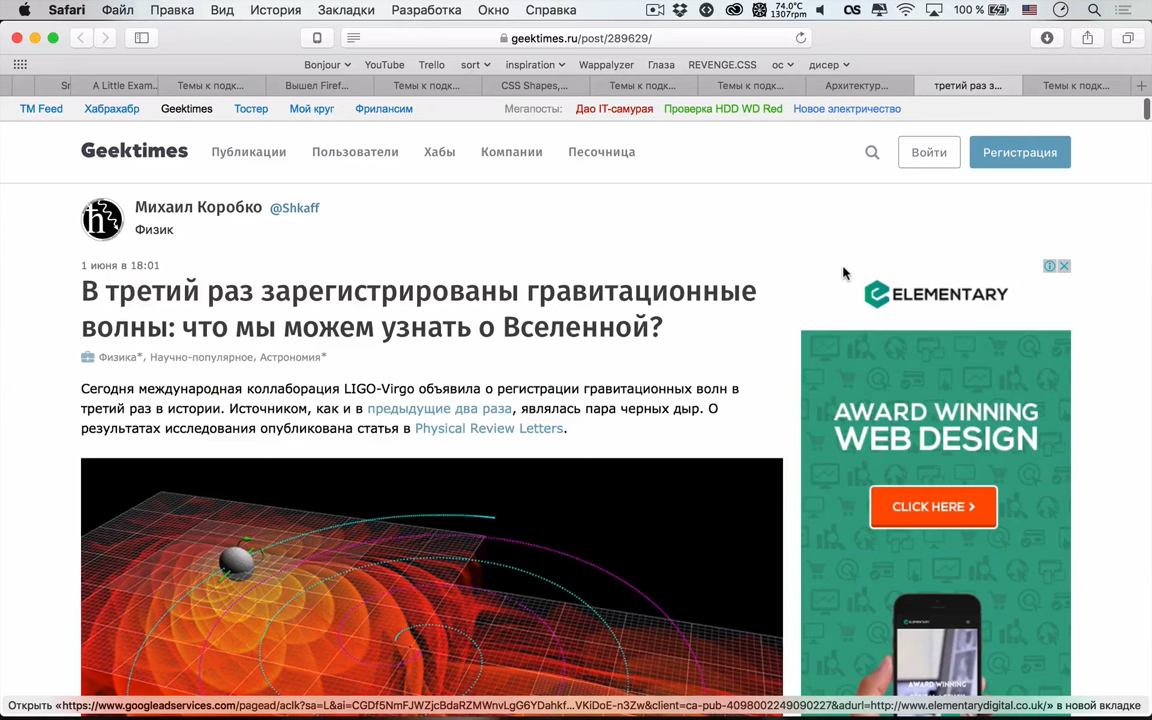 Safari Файл Правка Вид История Закладки Разработка Окно Справка 74.0°C 1307rpm 100 %
geektimes.ru/post/289629/
Bonjour YouTube Trello sort inspiration Wappalyzer Глаза REVENGE.CSS ос дисер
Sr A Little Exam... Темы к подк... Вышел Firef... Темы к подк... CSS Shapes,... Темы к подк... Темы к подк... Архитектур... третий раз з... Темы к подк...
TM Feed Хабрахабр Geektimes Тостер Мой круг Фрилансим Мегапосты: Дао IT-самурая Проверка HDD WD Red Новое электричество
Geektimes Публикации Пользователи Хабы Компании Песочница Войти Регистрация
Михаил Коробко @Shkaff
Физик
1 июня в 18:01
В третий раз зарегистрированы гравитационные
волны: что мы можем узнать о Вселенной?
Физика*, Научно-популярное, Астрономия*
Сегодня международная коллаборация LIGO-Virgo объявила о регистрации гравитационных волн в
третий раз в истории. Источником, как и в предыдущие два раза, являлась пара черных дыр. О
результатах исследования опубликована статья в Physical Review Letters.
ELEMENTARY
AWARD WINNING
WEB DESIGN
CLICK HERE >
ELEMENTARY
AWARD WINNING
Открыть «https://www.googleadservices.com/pagead/aclk?sa=L&ai=CGDf5NmFJWZjcBdaRZMWnvLgG6YDahkf...VKiDoE-n3Zw&client=ca-pub-4098002249090227&adurl=http://www.elementarydigital.co.uk/» в новой вкладке